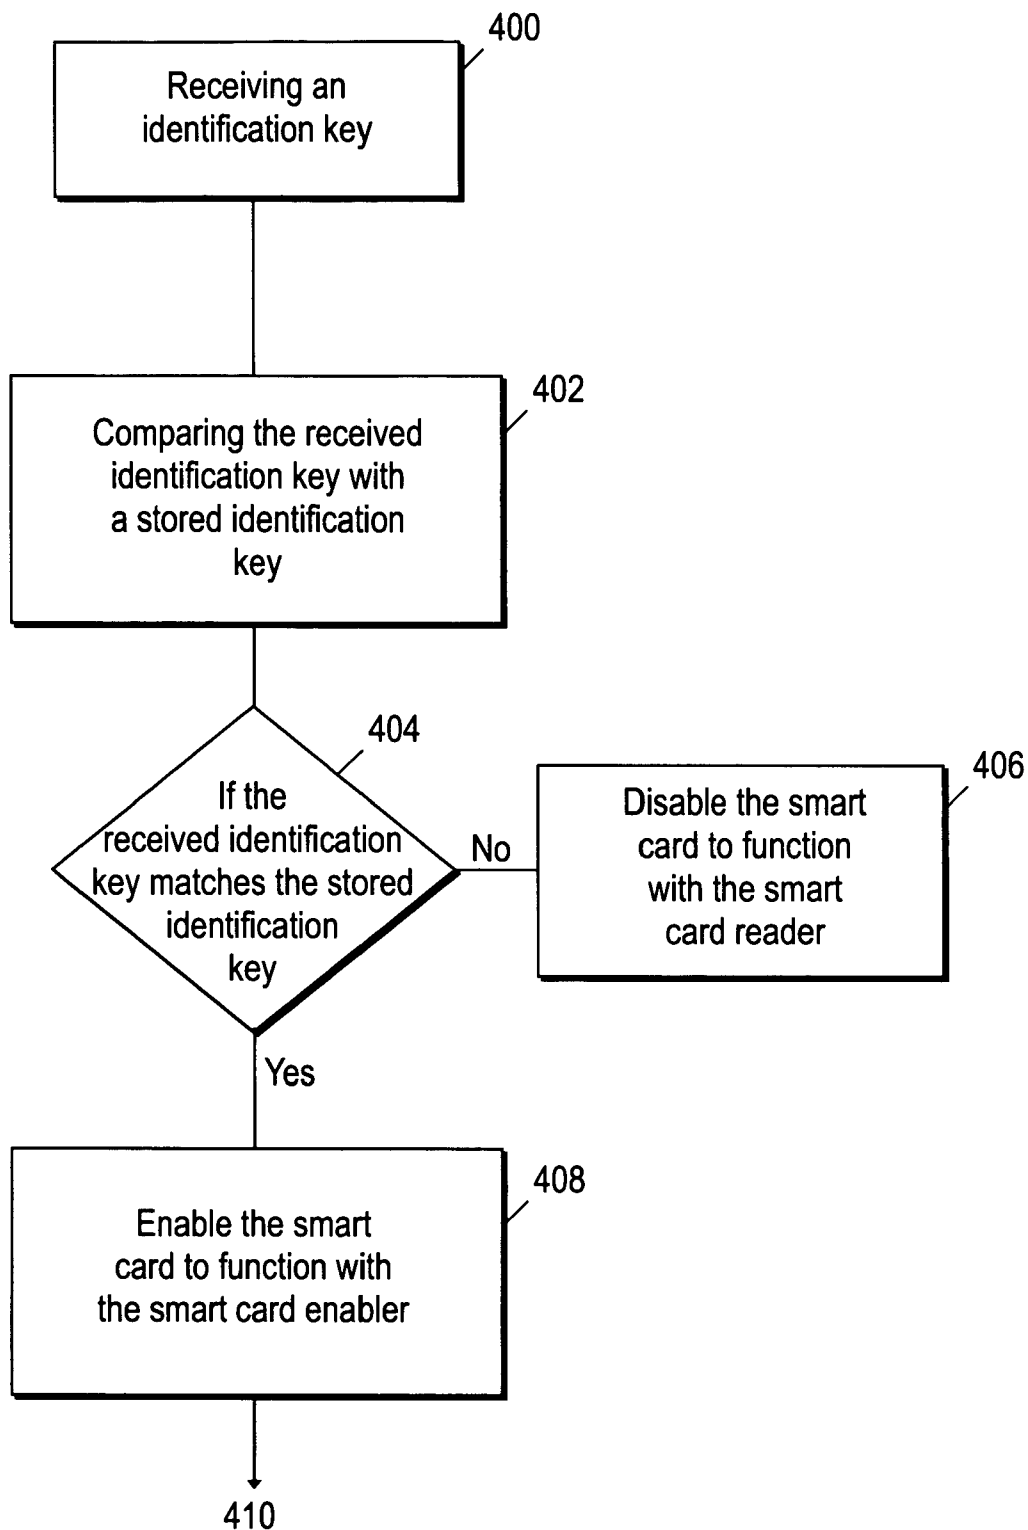 400
Receiving an
identification key
402
Comparing the received
identification key with
a stored identification
key
404
If the
received identification
key matches the stored
identification
key
No
406
Disable the smart
card to function
with the smart
card reader
Yes
408
Enable the smart
card to function with
the smart card enabler
410